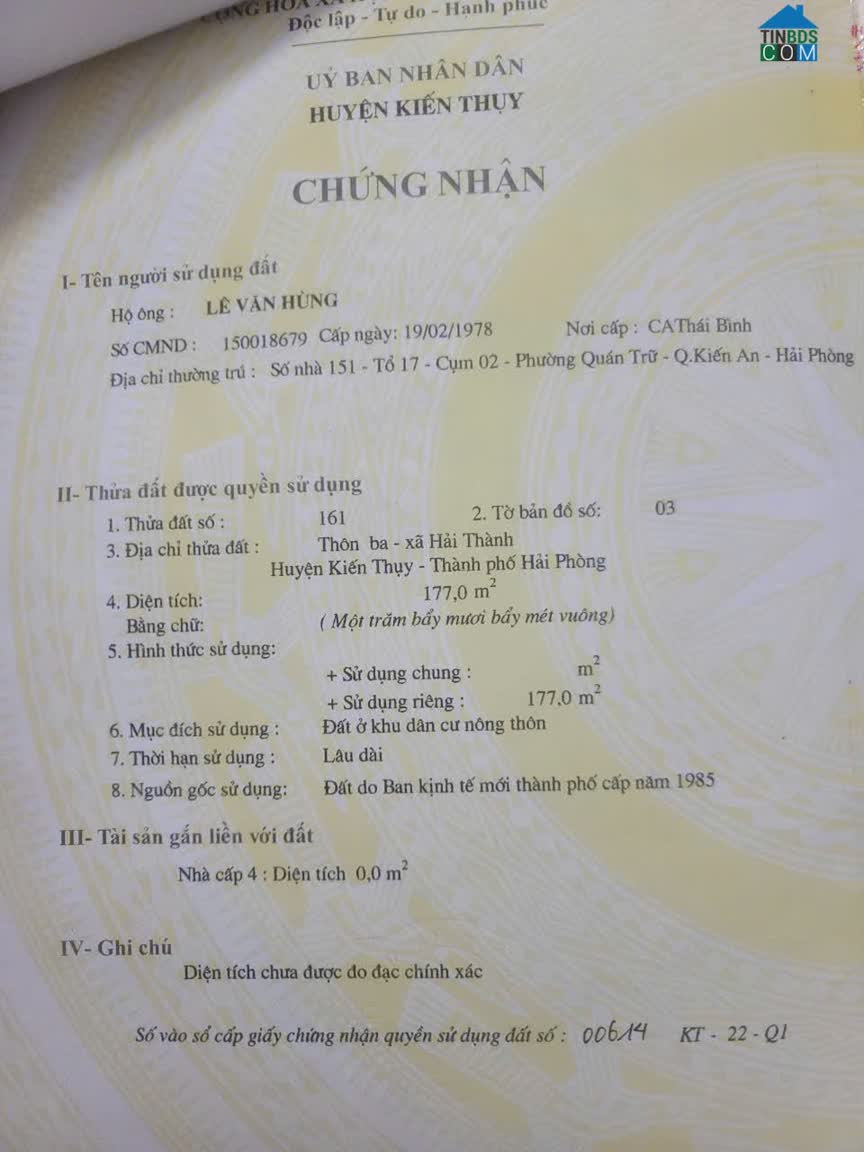 TINBDS
COM
Độc lập - Tự do - Hạnh phúc
UỶ BAN NHÂN DÂN
HUYỆN KIẾN THỤY
CHỨNG NHẬN
I- Tên người sử dụng đất
Hộ ông : LÊ VĂN HÙNG
Số CMND : 150018679 Cấp ngày: 19/02/1978 Nơi cấp : CAThái Bình
Địa chỉ thường trú : Số nhà 151 - Tổ 17 - Cụm 02 - Phường Quán Trữ - Q.Kiến An - Hải Phòng
II- Thửa đất được quyền sử dụng
1. Thửa đất số : 161 2. Tờ bản đồ số: 03
3. Địa chỉ thửa đất : Thôn ba - xã Hải Thành
Huyện Kiến Thụy - Thành phố Hải Phòng
4. Diện tích: 177,0 m²
Bằng chữ: ( Một trăm bẩy mươi bẩy mét vuông)
5. Hình thức sử dụng:
+ Sử dụng chung : m²
+ Sử dụng riêng : 177,0 m²
6. Mục đích sử dụng : Đất ở khu dân cư nông thôn
7. Thời hạn sử dụng : Lâu dài
8. Nguồn gốc sử dụng: Đất do Ban kịnh tế mới thành phố cấp năm 1985
III- Tài sản gắn liền với đất
Nhà cấp 4 : Diện tích 0,0 m²
IV- Ghi chú
Diện tích chưa được đo đạc chính xác
Số vào sổ cấp giấy chứng nhận quyền sử dụng đất số : 00614 KT - 22 - Q1